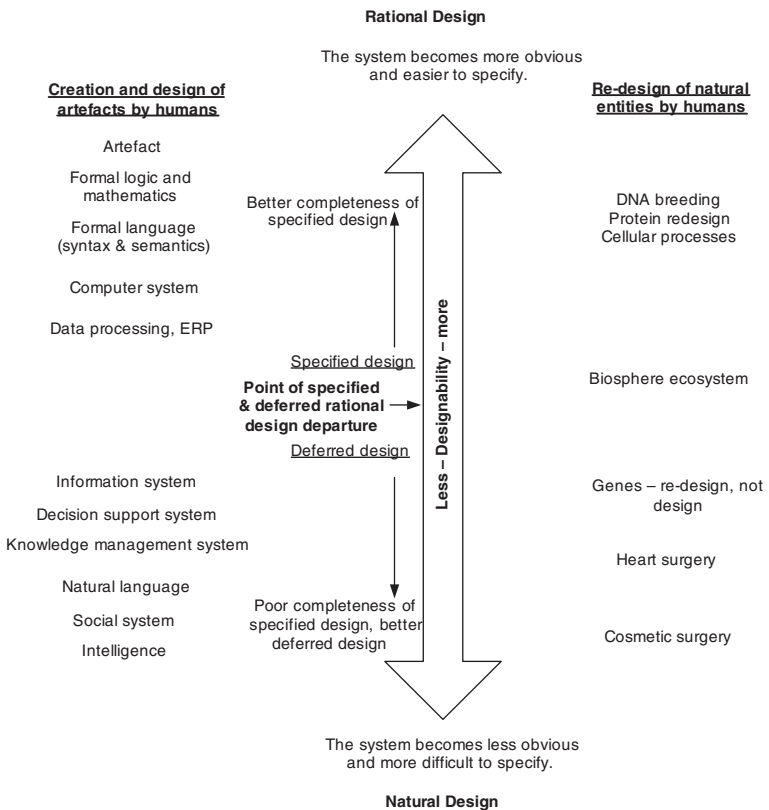 Rational Design
The system becomes more obvious
and easier to specify.
Creation and design of
artefacts by humans
Artefact
Formal logic and
mathematics
Formal language
(syntax & semantics)
Computer system
Data processing, ERP
Information system
Decision support system
Knowledge management system
Natural language
Social system
Intelligence
Better completeness of
specified design
Specified design
Point of specified
& deferred rational
design departure
Deferred design
Poor completeness of
specified design, better
deferred design
Less – Designability – more
Re-design of natural
entities by humans
DNA breeding
Protein redesign
Cellular processes
Biosphere ecosystem
Genes – re-design, not
design
Heart surgery
Cosmetic surgery
The system becomes less obvious
and more difficult to specify.
Natural Design